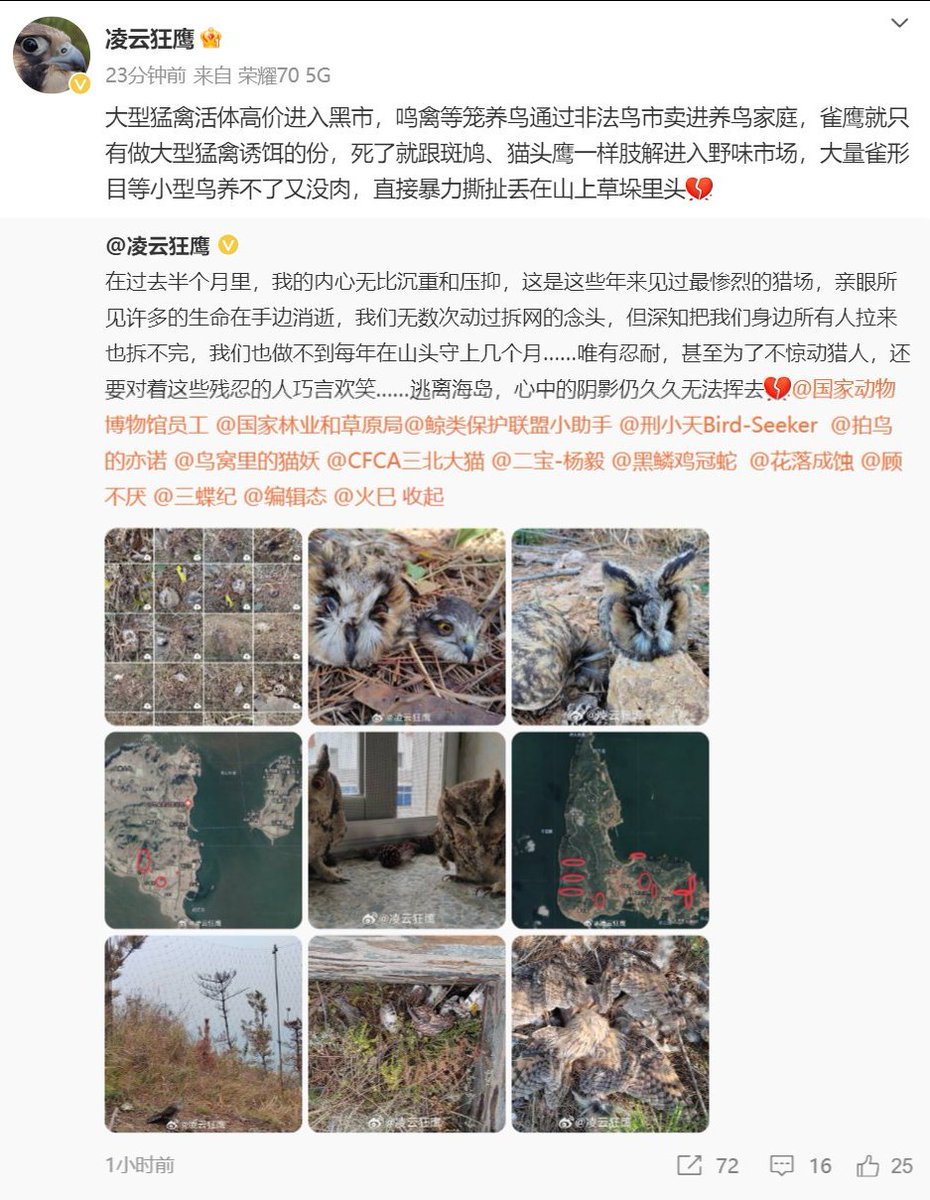 凌云狂鹰
23分钟前 来自 荣耀70 5G
大型猛禽活体高价进入黑市，鸣禽等笼养鸟通过非法鸟市卖进养鸟家庭，雀鹰就只
有做大型猛禽诱饵的份，死了就跟斑鸠、猫头鹰一样肢解进入野味市场，大量雀形
目等小型鸟养不了又没肉，直接暴力撕扯丢在山上草垛里头💔
@凌云狂鹰
在过去半个月里，我的内心无比沉重和压抑，这是这些年来见过最惨烈的猎场，亲眼所
见许多的生命在手边消逝，我们无数次动过拆网的念头，但深知把我们身边所有人拉来
也拆不完，我们也做不到每年在山头守上几个月......唯有忍耐，甚至为了不惊动猎人，还
要对着这些残忍的人巧言欢笑......逃离海岛，心中的阴影仍久久无法挥去💔@国家动物
博物馆员工 @国家林业和草原局@鲸类保护联盟小助手 @刑小天Bird-Seeker @拍鸟
的亦诺 @鸟窝里的猫妖 @CFCA三北大猫 @二宝-杨毅 @黑鳞鸡冠蛇 @花落成蚀 @顾
不厌 @三蝶纪 @编辑态 @火巳 收起
@凌云狂鹰
@凌云狂鹰
@凌云狂鹰
@凌云狂鹰
@凌云狂鹰
@凌云狂鹰
@凌云狂鹰
@凌云狂鹰
1小时前
72
16
25